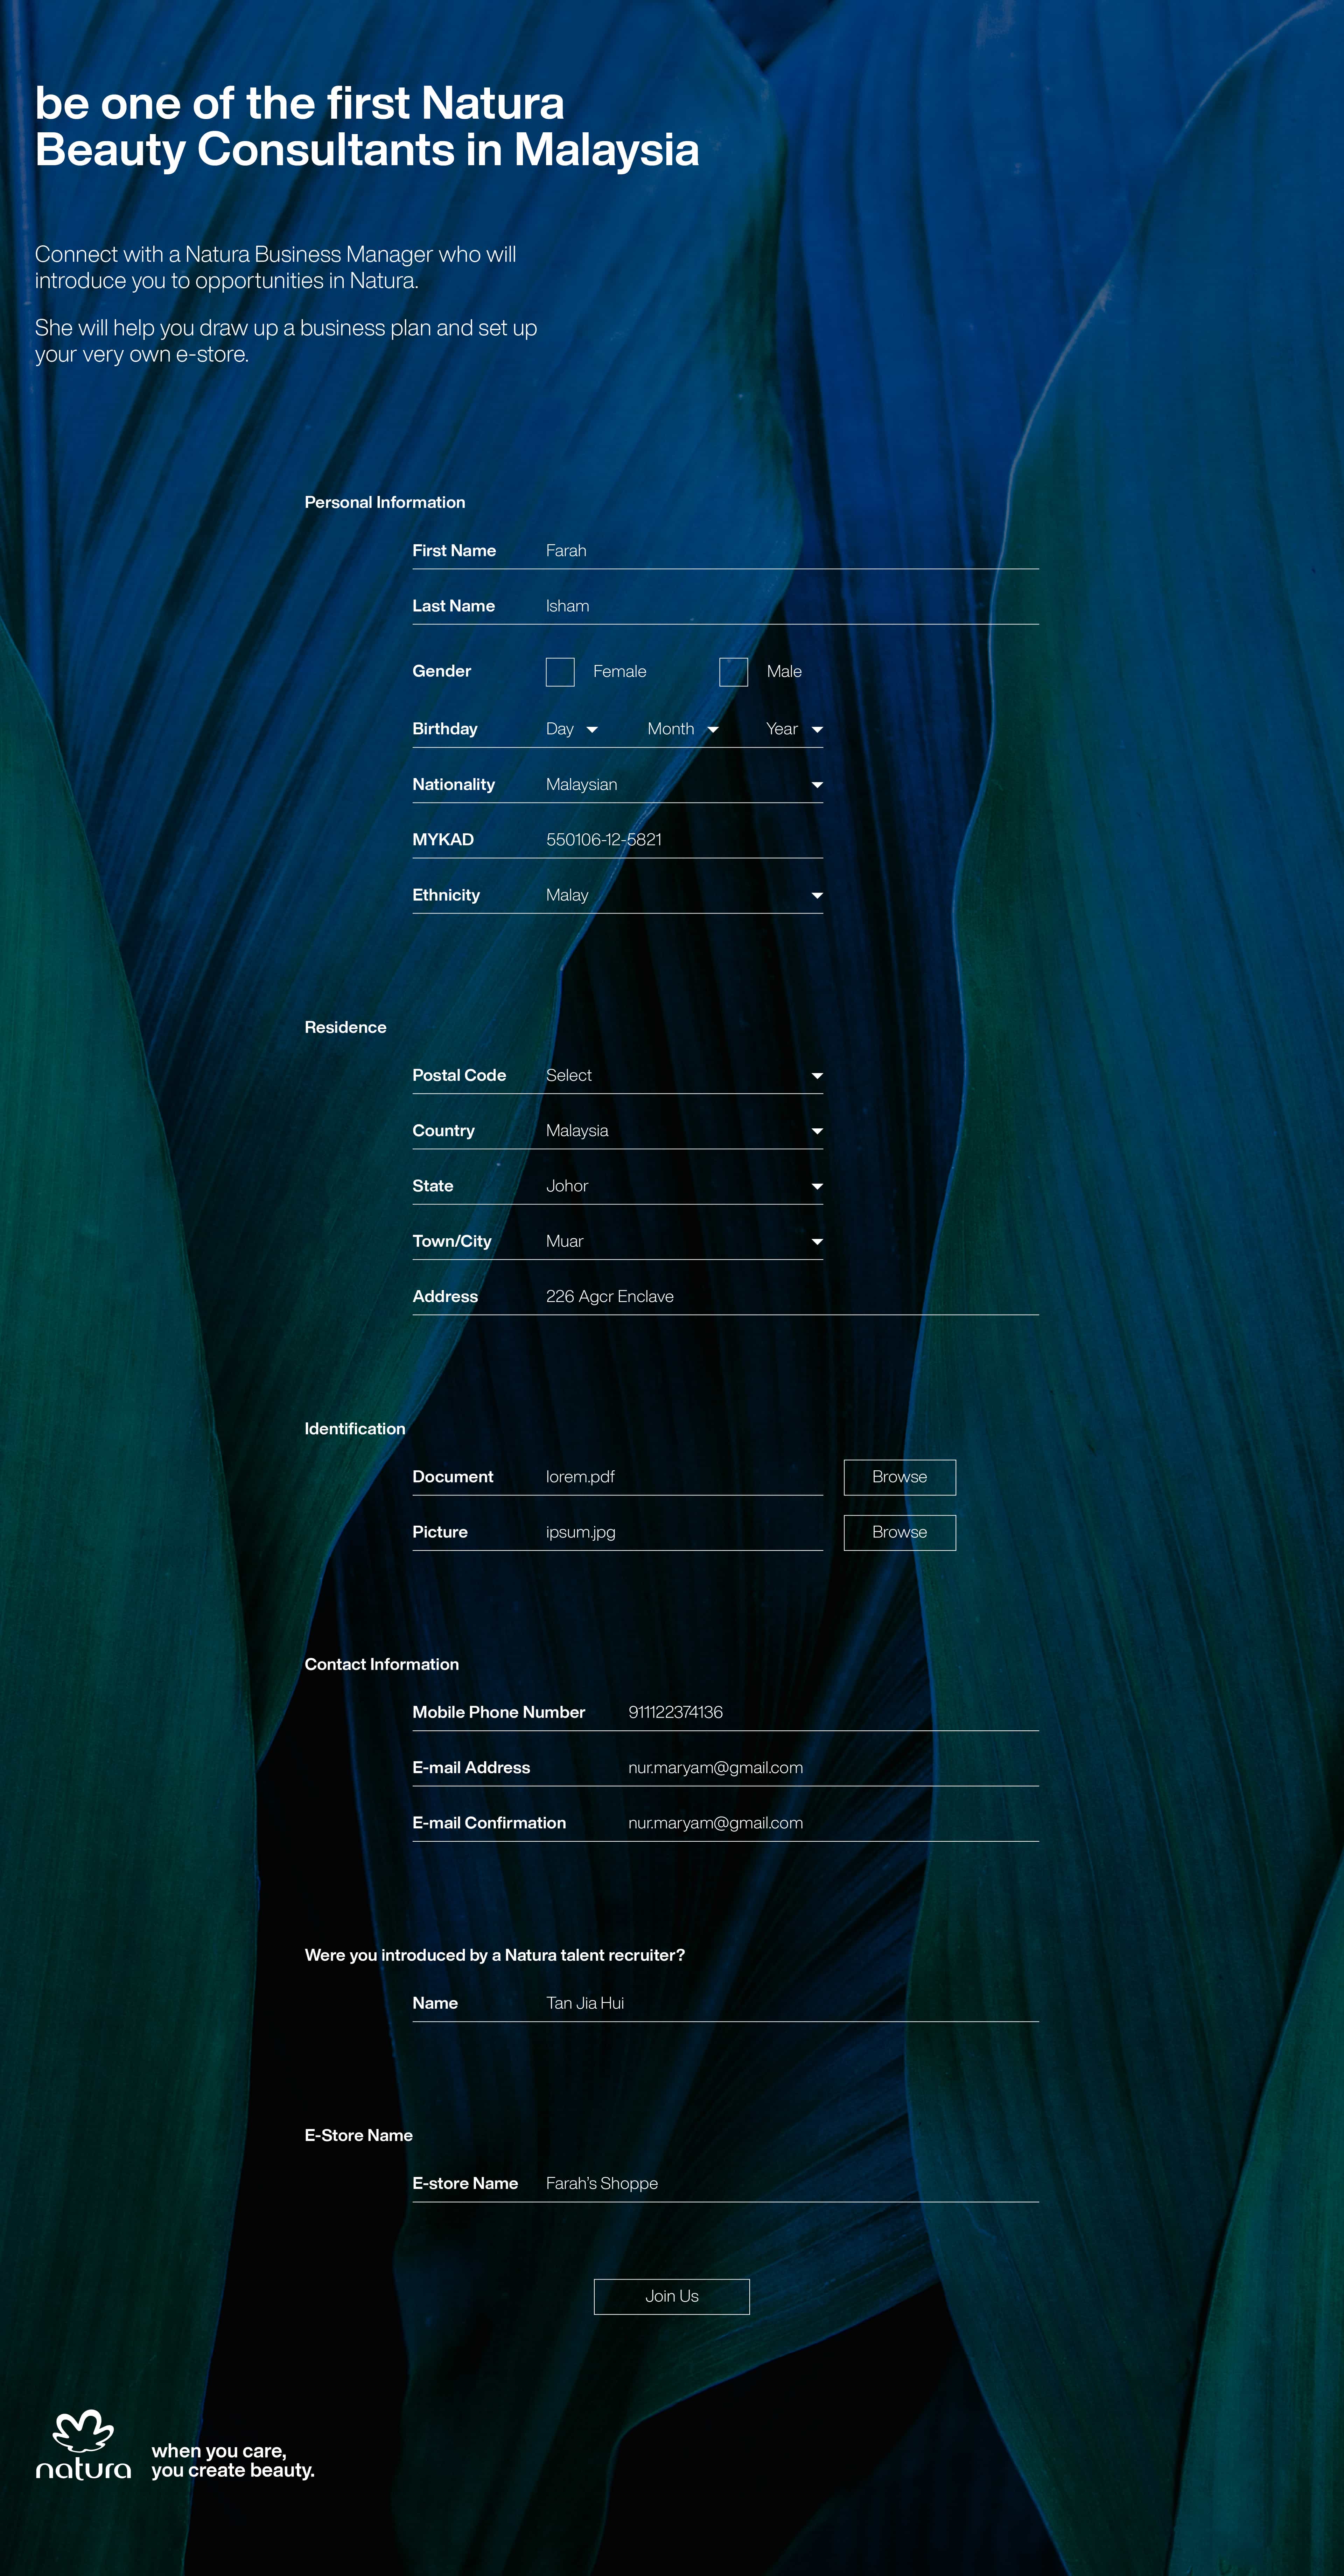 be one of the first Natura
Beauty Consultants in Malaysia
Connect with a Natura Business Manager who will
introduce you to opportunities in Natura.
She will help you draw up a business plan and set up
your very own e-store.
Personal Information
First Name Farah
Last Name Isham
Gender Female Male
Birthday Day Month Year
Nationality Malaysian
MYKAD 550106-12-5821
Ethnicity Malay
Residence
Postal Code Select
Country Malaysia
State Johor
Town/City Muar
Address 226 Agcr Enclave
Identification
Document lorem.pdf Browse
Picture ipsum.jpg Browse
Contact Information
Mobile Phone Number 911122374136
E-mail Address nur.maryam@gmail.com
E-mail Confirmation nur.maryam@gmail.com
Were you introduced by a Natura talent recruiter?
Name Tan Jia Hui
E-Store Name
E-store Name Farah's Shoppe
Join Us
natura
when you care,
you create beauty.